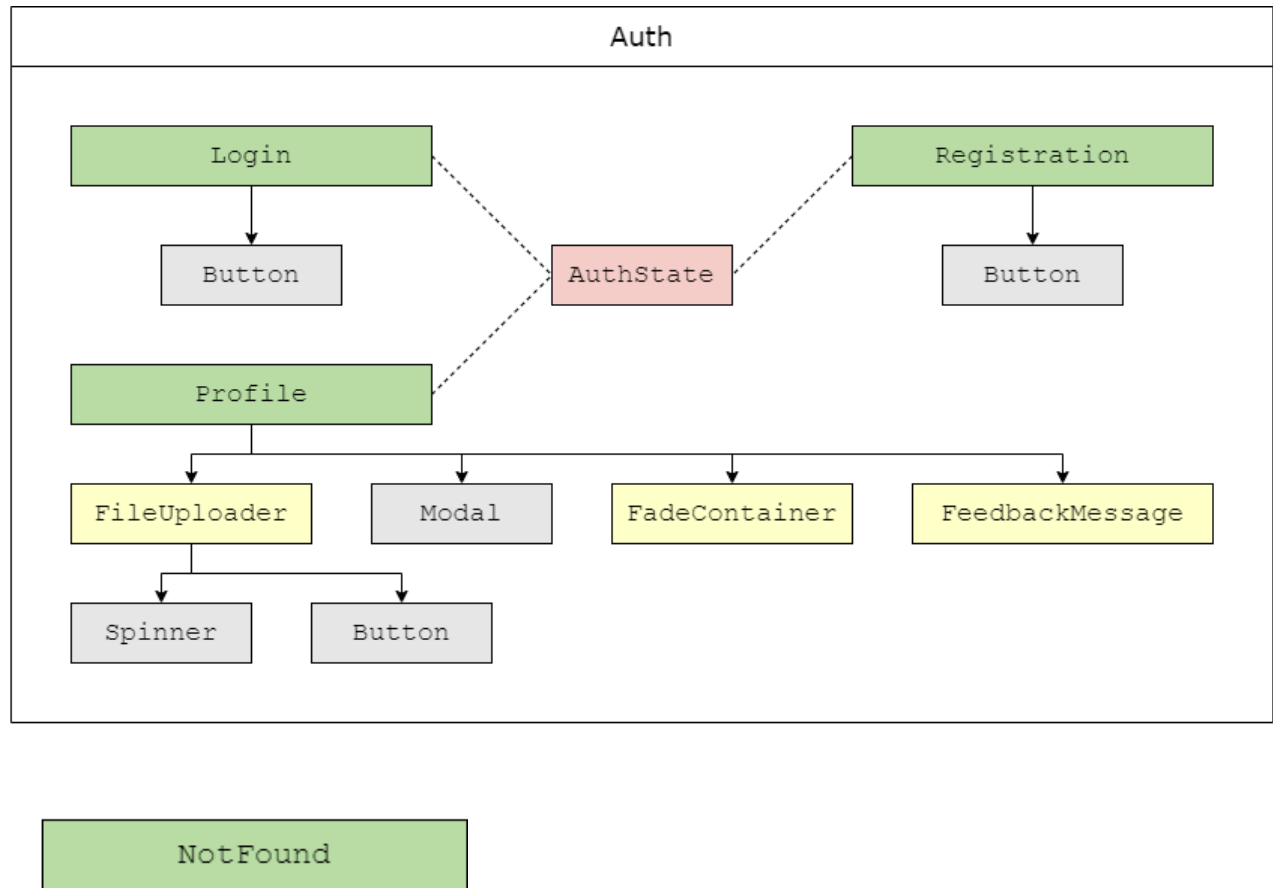 Auth
Login
Registration
Button
AuthState
Button
Profile
FileUploader
Modal
FadeContainer
FeedbackMessage
Spinner
Button
NotFound